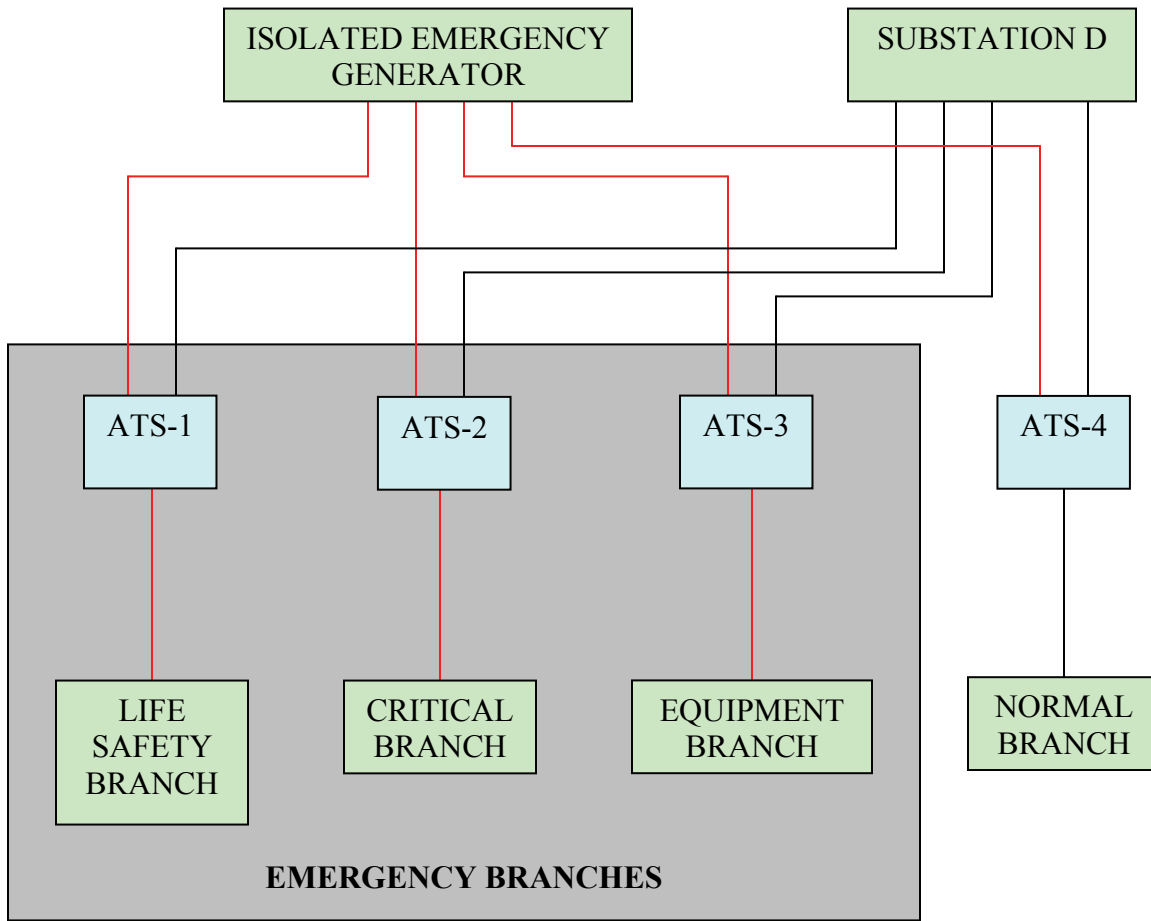 ISOLATED EMERGENCY
GENERATOR
SUBSTATION D
ATS-1
ATS-2
ATS-3
ATS-4
LIFE
SAFETY
BRANCH
CRITICAL
BRANCH
EQUIPMENT
BRANCH
NORMAL
BRANCH
EMERGENCY BRANCHES